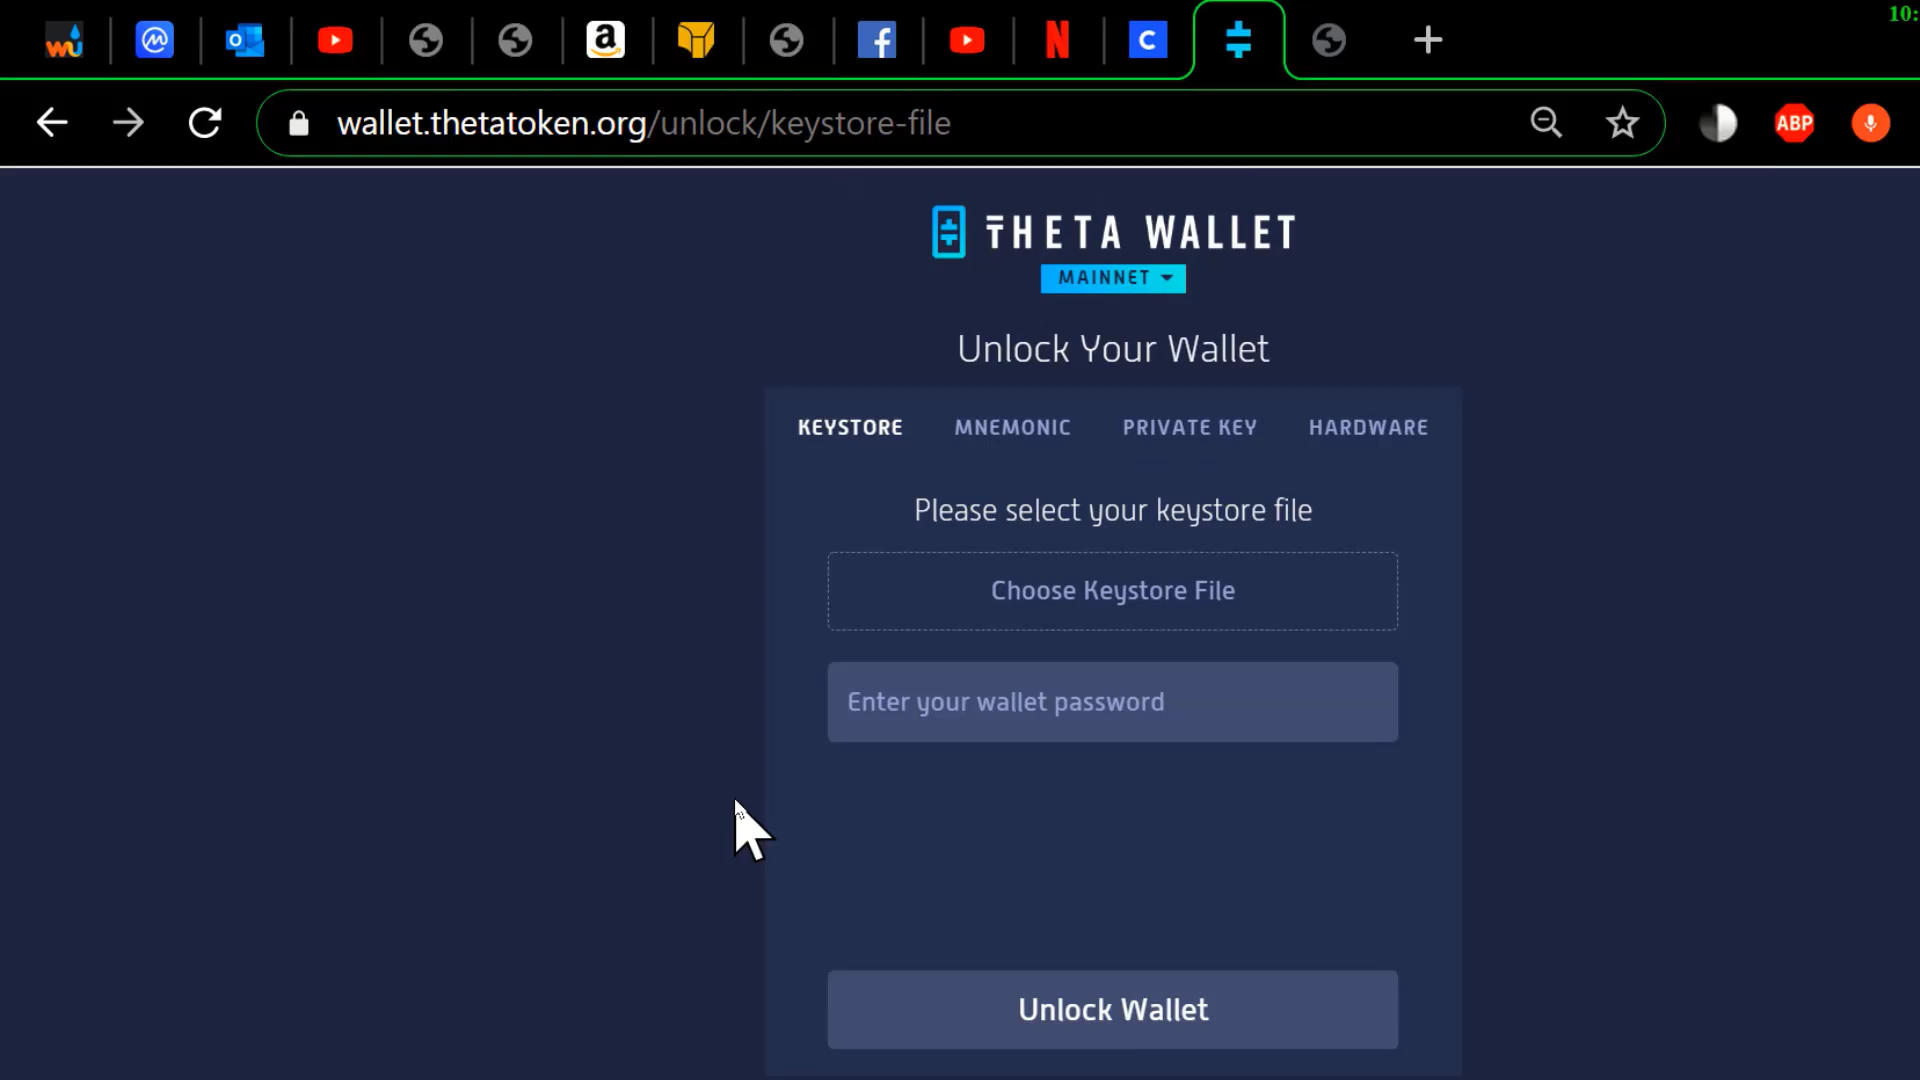 10:
a
f
N
C
wallet.thetatoken.org/unlock/keystore-file
ABP
THETA WALLET
MAINNET
Unlock Your Wallet
KEYSTORE MNEMONIC PRIVATE KEY HARDWARE
Please select your keystore file
Choose Keystore File
Enter your wallet password
Unlock Wallet